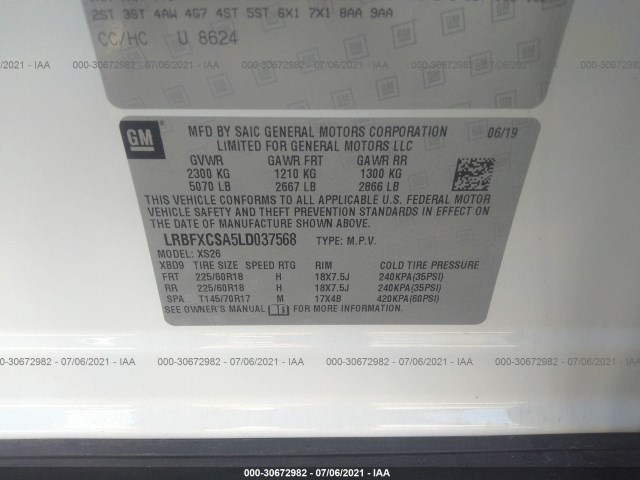 2ST 3ST 4AW 4G7 4ST 5ST 6X1 7X1 8AA 9AA
CC/HC U 8624
/2021 - IAA 000-30672982 - 07/06/2021 - IAA 000-30672982 - 07/06/2021 - IAA
GM
MFD BY SAIC GENERAL MOTORS CORPORATION 06/19
LIMITED FOR GENERAL MOTORS LLC
GVWR GAWR FRT GAWR RR
2300 KG 1210 KG 1300 KG
5070 LB 2667 LB 2866 LB
THIS VEHICLE CONFORMS TO ALL APPLICABLE U.S. FEDERAL MOTOR
VEHICLE SAFETY AND THEFT PREVENTION STANDARDS IN EFFECT ON
THE DATE OF MANUFACTURE SHOWN ABOVE.
LRBFXCSA5LD037568 TYPE: M.P.V.
MODEL: XS26
XBD9 TIRE SIZE SPEED RTG RIM COLD TIRE PRESSURE
FRT 225/60R18 H 18X7.5J 240KPA(35PSI)
RR 225/60R18 H 18X7.5J 240KPA(35PSI)
SPA T145/70R17 M 17X4B 420KPA(60PSI)
SEE OWNER'S MANUAL FOR MORE INFORMATION.
/2021 - IAA 000-30672982 - 07/06/2021 - IAA 000-30672982 - 07/06/2021 - IAA
000-30672982 - 07/06/2021 - IAA